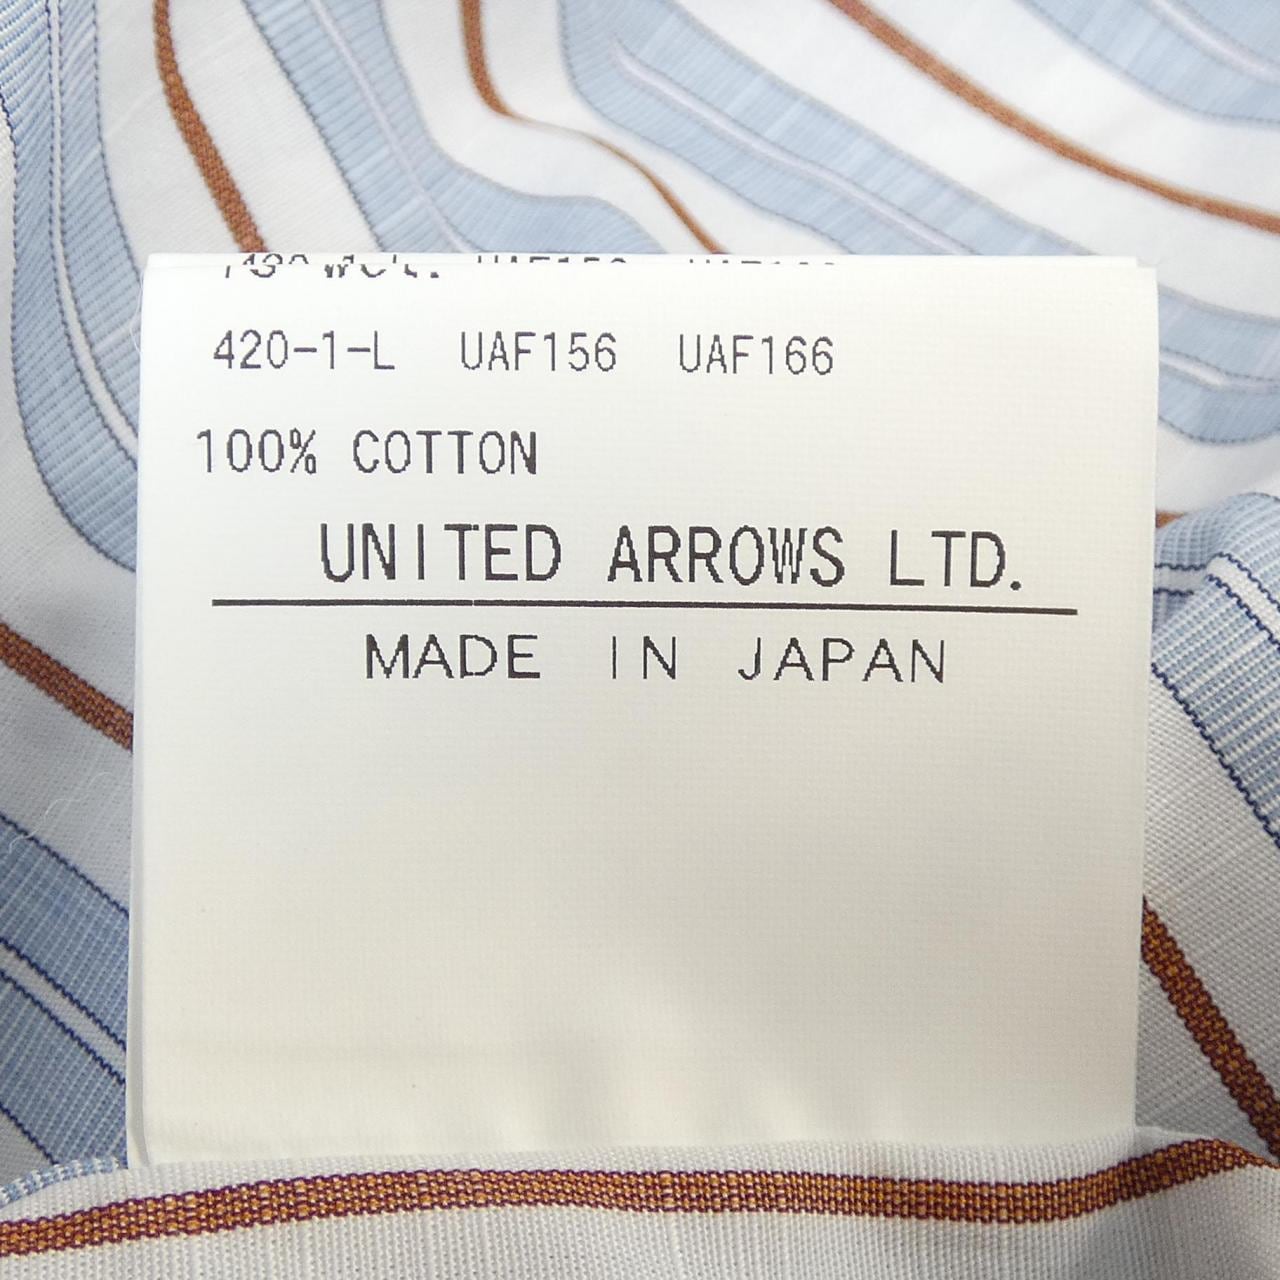 420-1-L UAF156 UAF166
100% COTTON
UNITED ARROWS LTD.
MADE IN JAPAN